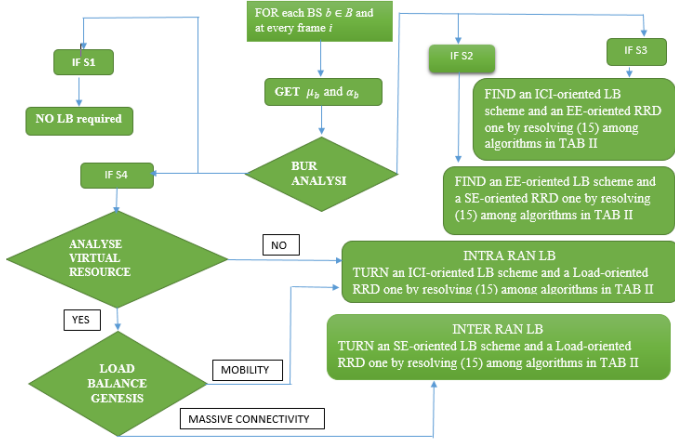 FOR each BS b ∈ B and
at every frame i
IF S1
IF S2
IF S3
GET μ_b and α_b
NO LB required
FIND an ICI-oriented LB
scheme and an EE-oriented RRD
one by resolving (15) among
algorithms in TAB II
BUR
ANALYSI
IF S4
FIND an EE-oriented LB scheme and
a SE-oriented RRD one by resolving
(15) among algorithms in TAB II
ANALYSE
VIRTUAL
RESOURCE
NO
INTRA RAN LB
TURN an ICI-oriented LB scheme and a Load-oriented
RRD one by resolving (15) among algorithms in TAB II
YES
INTER RAN LB
TURN an SE-oriented LB scheme and a Load-oriented
RRD one by resolving (15) among algorithms in TAB II
LOAD
BALANCE
GENESIS
MOBILITY
MASSIVE CONNECTIVITY